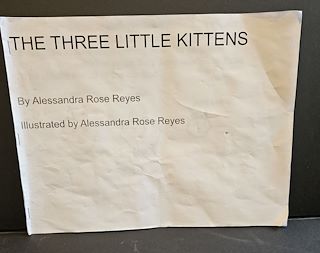 THE THREE LITTLE KITTENS
By Alessandra Rose Reyes
Illustrated by Alessandra Rose Reyes